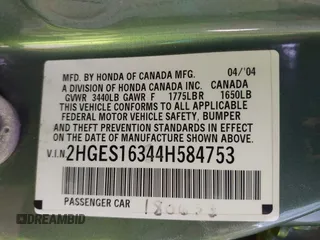 MFD. BY HONDA OF CANADA MFG. 04/'04
A DIVISION OF HONDA CANADA INC. CANADA
GVWR 3440LB GAWR F 1775LB R 1650LB
THIS VEHICLE CONFORMS TO ALL APPLICABLE
FEDERAL MOTOR VEHICLE SAFETY, BUMPER
AND THEFT PREVENTION STANDARDS IN EFFECT
ON THE DATE OF MANUFACTURE SHOWN ABOVE.
V.I.N. 2HGES16344H584753
PASSENGER CAR
DREAMBID